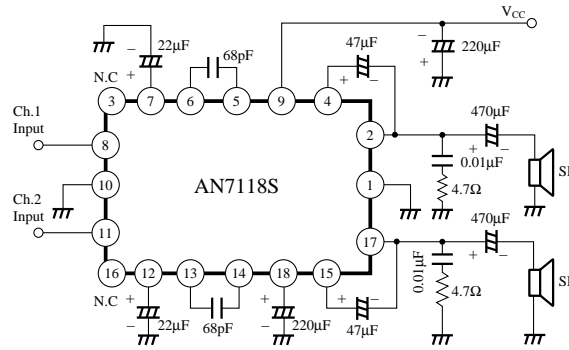 V_CC
− 22μF
+
68pF
47μF
+ −
− 220μF
+
N.C
3 7 6 5 9 4
Ch.1
Input
8
2
470μF
+ −
0.01μF
4.7Ω
SP
10
AN7118S
1
Ch.2
Input
11
17
470μF
+ −
0.01μF
4.7Ω
SP
16 12 13 14 18 15
N.C
+
− 22μF
68pF
+
− 220μF
+ −
47μF